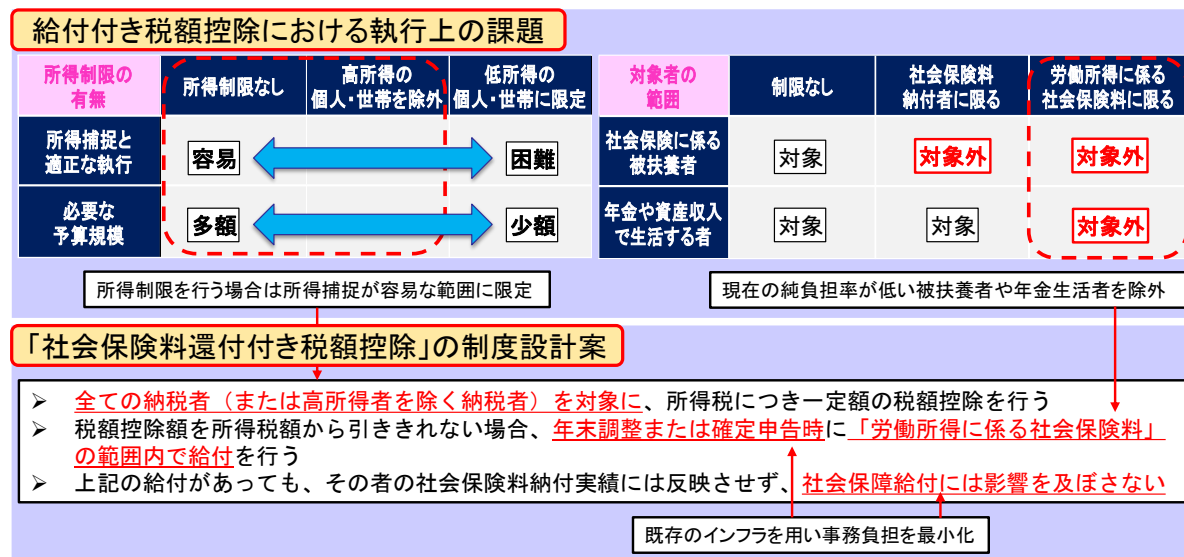 給付付き税額控除における執行上の課題
所得制限の
有無
所得制限なし
高所得の
個人・世帯を除外
低所得の
個人・世帯に限定
所得捕捉と
適正な執行
容易
困難
必要な
予算規模
多額
少額
対象者の
範囲
制限なし
社会保険料
納付者に限る
労働所得に係る
社会保険料に限る
社会保険に係る
被扶養者
対象
対象外
対象外
年金や資産収入
で生活する者
対象
対象
対象外
所得制限を行う場合は所得捕捉が容易な範囲に限定
現在の純負担率が低い被扶養者や年金生活者を除外
「社会保険料還付付き税額控除」の制度設計案
➢ 全ての納税者（または高所得者を除く納税者）を対象に、所得税につき一定額の税額控除を行う
➢ 税額控除額を所得税額から引ききれない場合、年末調整または確定申告時に「労働所得に係る社会保険料」
の範囲内で給付を行う
➢ 上記の給付があっても、その者の社会保険料納付実績には反映させず、社会保障給付には影響を及ぼさない
既存のインフラを用い事務負担を最小化